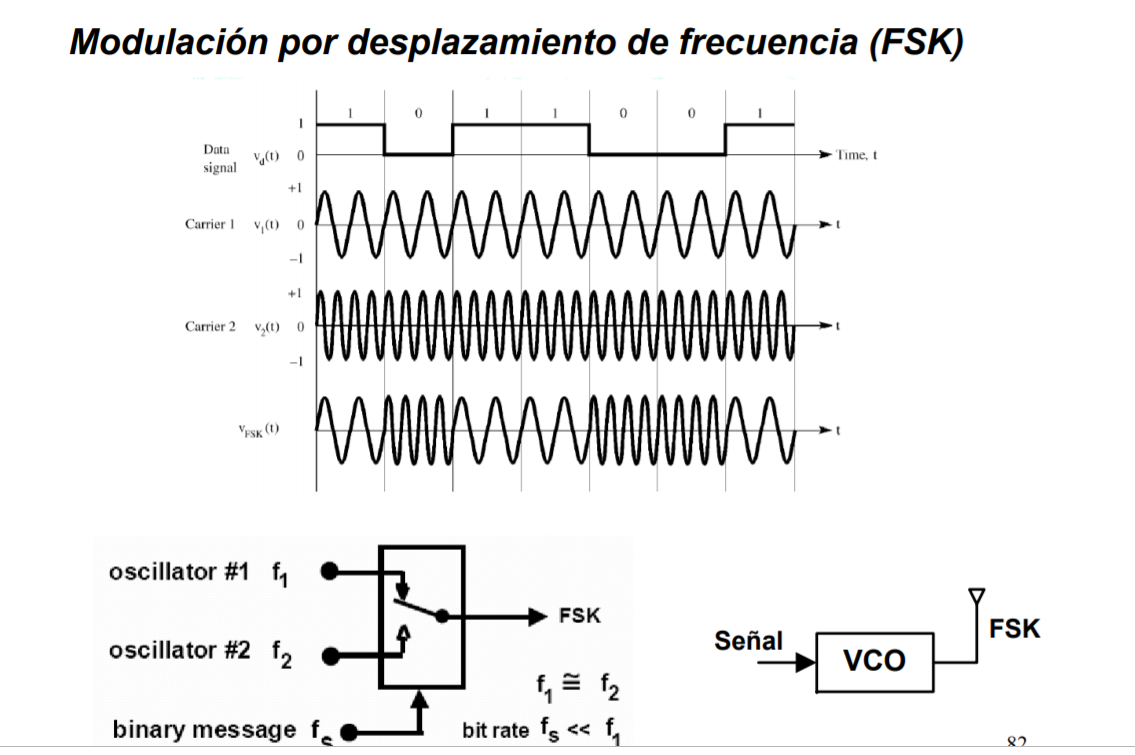 Modulación por desplazamiento de frecuencia (FSK)
1 0 1 1 0 0 1
1
Data signal v_d(t) 0
Time, t
+1
Carrier 1 v_1(t) 0
t
−1
+1
Carrier 2 v_2(t) 0
t
−1
v_FSK(t)
t
oscillator #1 f_1
FSK
oscillator #2 f_2
f_1 ≅ f_2
binary message f_s
bit rate f_s << f_1
Señal
VCO
FSK
82